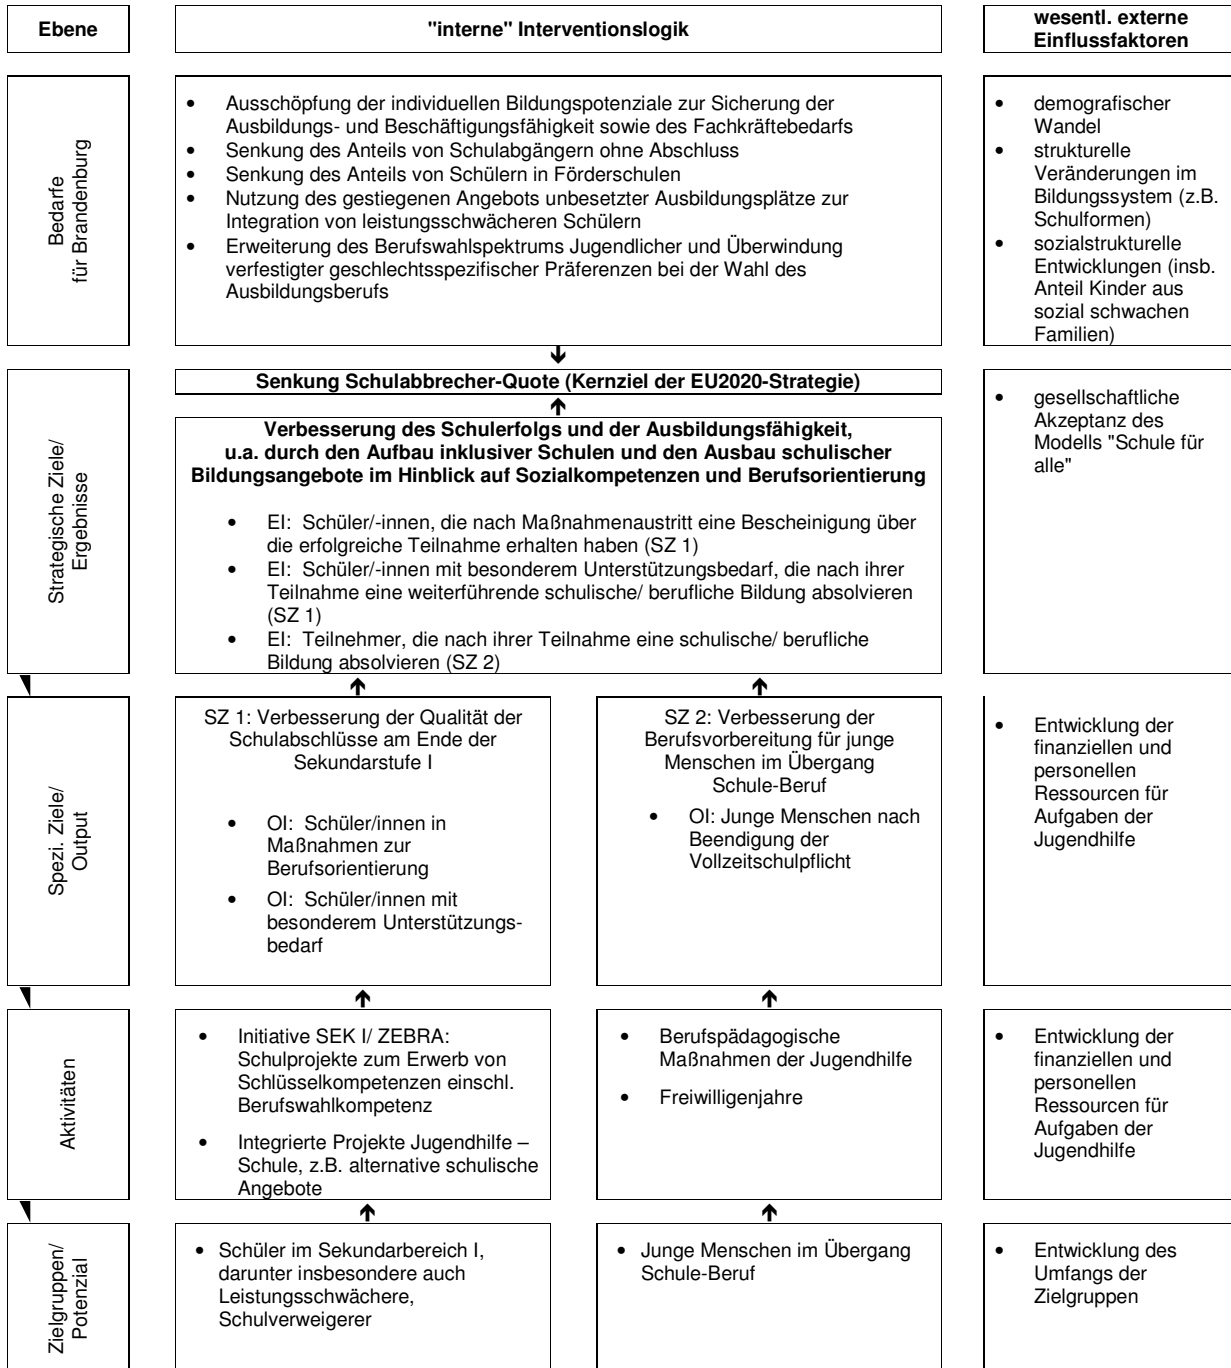 Ebene
"interne" Interventionslogik
wesentl. externe
Einflussfaktoren
Bedarfe
für Brandenburg
• Ausschöpfung der individuellen Bildungspotenziale zur Sicherung der
Ausbildungs- und Beschäftigungsfähigkeit sowie des Fachkräftebedarfs
• Senkung des Anteils von Schulabgängern ohne Abschluss
• Senkung des Anteils von Schülern in Förderschulen
• Nutzung des gestiegenen Angebots unbesetzter Ausbildungsplätze zur
Integration von leistungsschwächeren Schülern
• Erweiterung des Berufswahlspektrums Jugendlicher und Überwindung
verfestigter geschlechtsspezifischer Präferenzen bei der Wahl des
Ausbildungsberufs
• demografischer
Wandel
• strukturelle
Veränderungen im
Bildungssystem (z.B.
Schulformen)
• sozialstrukturelle
Entwicklungen (insb.
Anteil Kinder aus
sozial schwachen
Familien)
Strategische Ziele/
Ergebnisse
Senkung Schulabbrecher-Quote (Kernziel der EU2020-Strategie)
Verbesserung des Schulerfolgs und der Ausbildungsfähigkeit,
u.a. durch den Aufbau inklusiver Schulen und den Ausbau schulischer
Bildungsangebote im Hinblick auf Sozialkompetenzen und Berufsorientierung
• EI: Schüler/-innen, die nach Maßnahmenaustritt eine Bescheinigung über
die erfolgreiche Teilnahme erhalten haben (SZ 1)
• EI: Schüler/-innen mit besonderem Unterstützungsbedarf, die nach ihrer
Teilnahme eine weiterführende schulische/ berufliche Bildung absolvieren
(SZ 1)
• EI: Teilnehmer, die nach ihrer Teilnahme eine schulische/ berufliche
Bildung absolvieren (SZ 2)
• gesellschaftliche
Akzeptanz des
Modells "Schule für
alle"
Spezi. Ziele/
Output
SZ 1: Verbesserung der Qualität der
Schulabschlüsse am Ende der
Sekundarstufe I
• OI: Schüler/innen in
Maßnahmen zur
Berufsorientierung
• OI: Schüler/innen mit
besonderem Unterstützungs-
bedarf
SZ 2: Verbesserung der
Berufsvorbereitung für junge
Menschen im Übergang
Schule-Beruf
• OI: Junge Menschen nach
Beendigung der
Vollzeitschulpflicht
• Entwicklung der
finanziellen und
personellen
Ressourcen für
Aufgaben der
Jugendhilfe
Aktivitäten
• Initiative SEK I/ ZEBRA:
Schulprojekte zum Erwerb von
Schlüsselkompetenzen einschl.
Berufswahlkompetenz
• Integrierte Projekte Jugendhilfe –
Schule, z.B. alternative schulische
Angebote
• Berufspädagogische
Maßnahmen der Jugendhilfe
• Freiwilligenjahre
• Entwicklung der
finanziellen und
personellen
Ressourcen für
Aufgaben der
Jugendhilfe
Zielgruppen/
Potenzial
• Schüler im Sekundarbereich I,
darunter insbesondere auch
Leistungsschwächere,
Schulverweigerer
• Junge Menschen im Übergang
Schule-Beruf
• Entwicklung des
Umfangs der
Zielgruppen